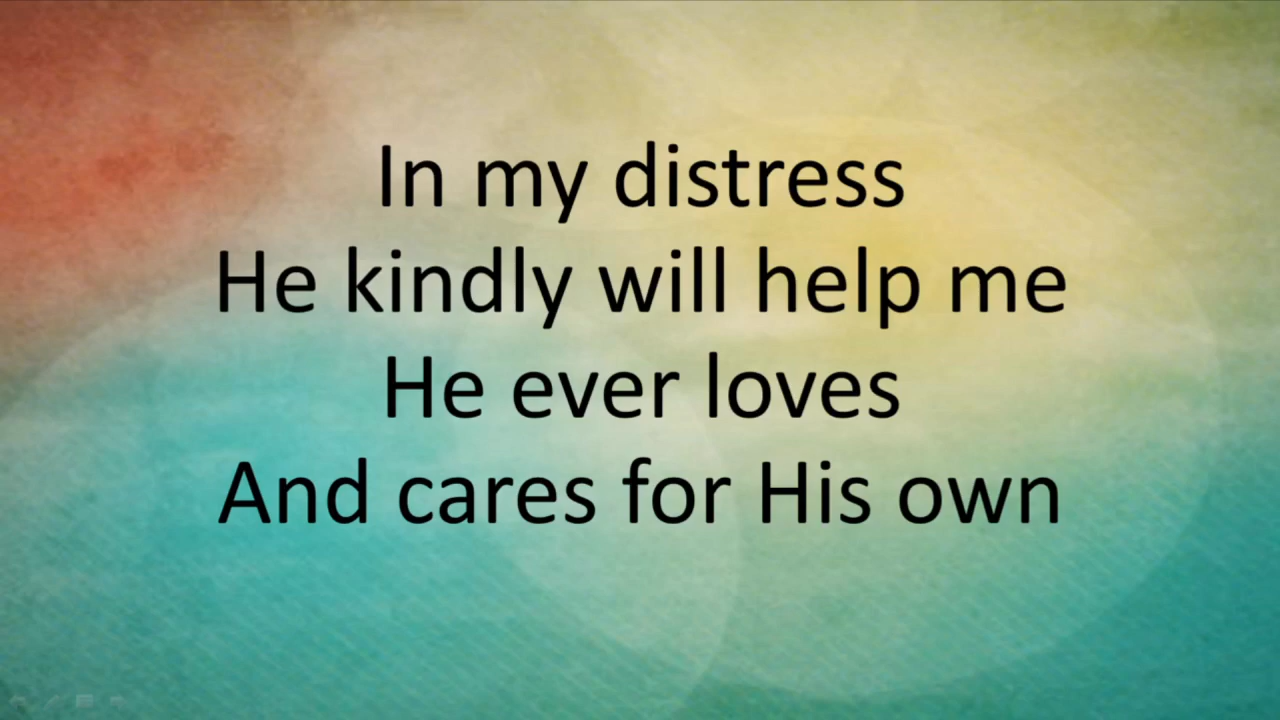 In my distress
He kindly will help me
He ever loves
And cares for His own